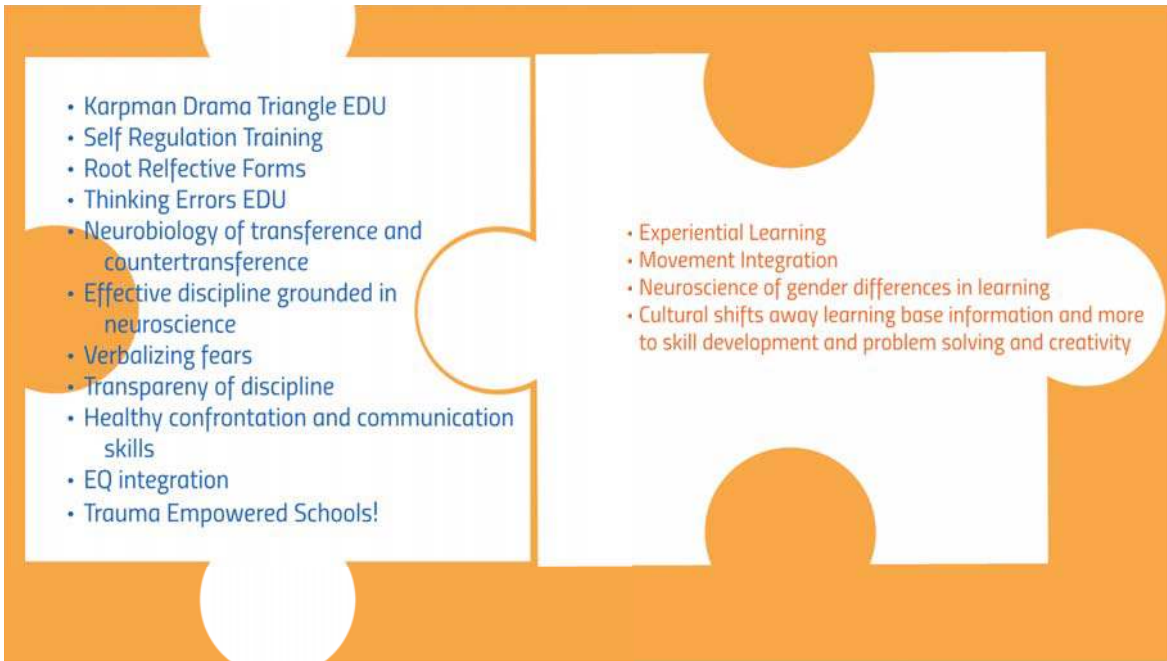 • Karpman Drama Triangle EDU
• Self Regulation Training
• Root Relfective Forms
• Thinking Errors EDU
• Neurobiology of transference and
countertransference
• Effective discipline grounded in
neuroscience
• Verbalizing fears
• Transpareny of discipline
• Healthy confrontation and communication
skills
• EQ integration
• Trauma Empowered Schools!
• Experiential Learning
• Movement Integration
• Neuroscience of gender differences in learning
• Cultural shifts away learning base information and more
to skill development and problem solving and creativity